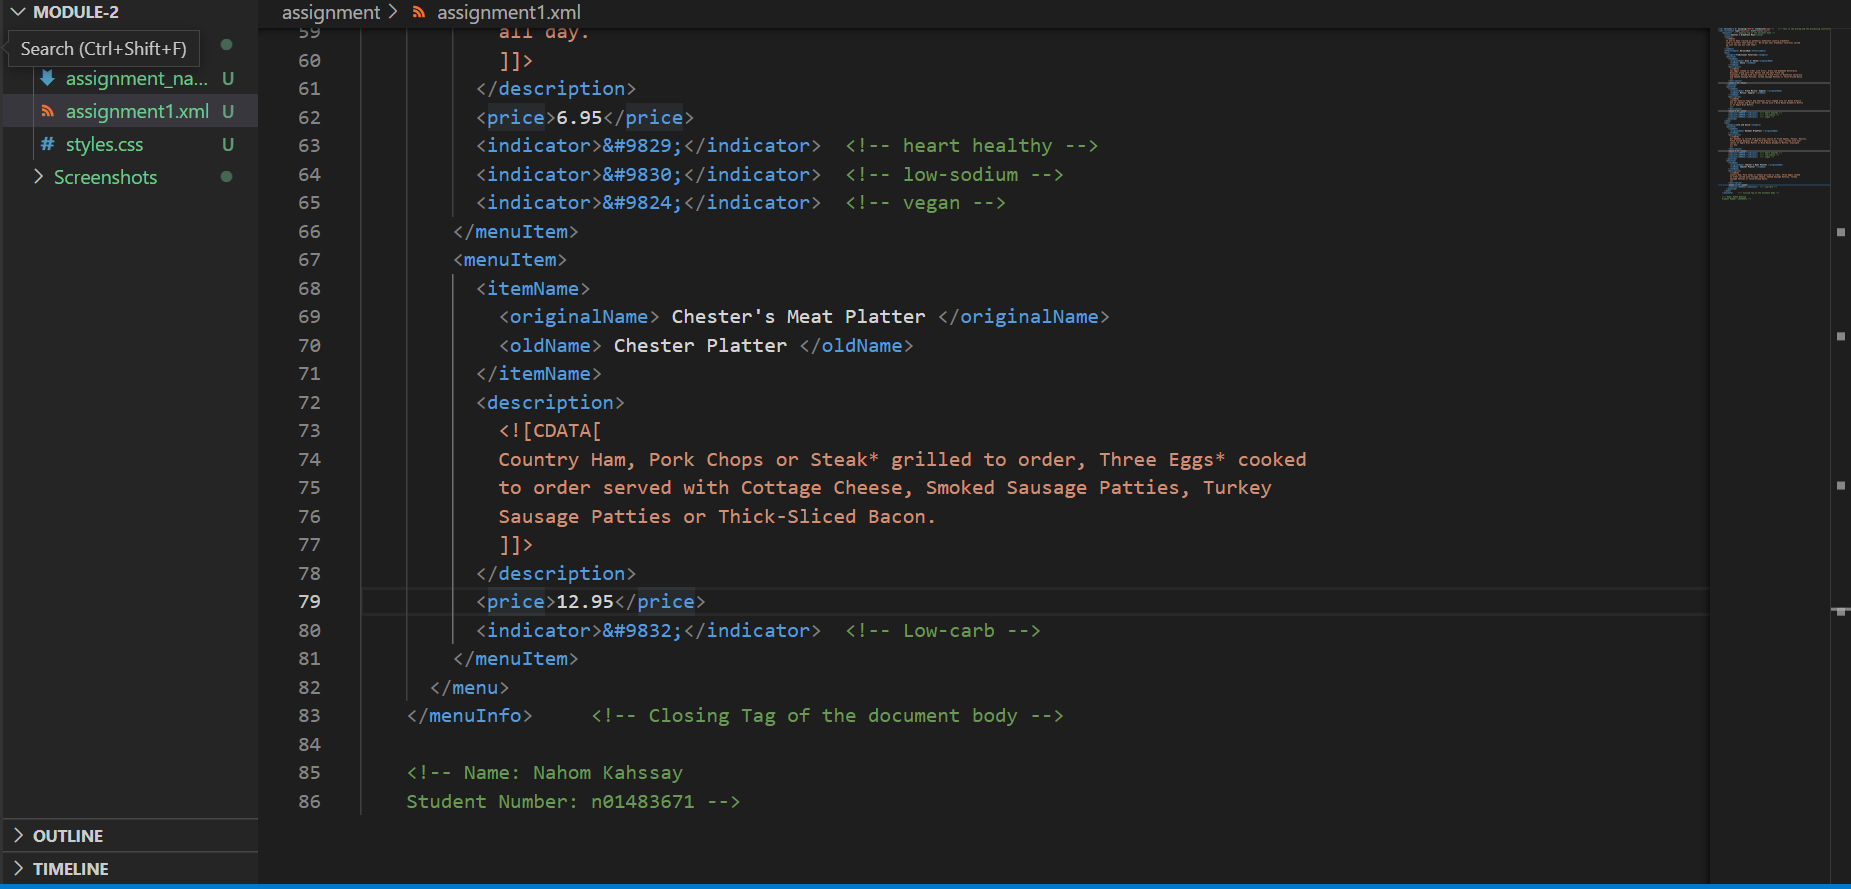 MODULE-2
Search (Ctrl+Shift+F)
assignment_na... U
assignment1.xml U
# styles.css U
Screenshots
OUTLINE
TIMELINE
assignment > assignment1.xml
59 all day.
60 ]]>
61 </description>
62 <price>6.95</price>
63 <indicator>&#9829;</indicator> <!-- heart healthy -->
64 <indicator>&#9830;</indicator> <!-- low-sodium -->
65 <indicator>&#9824;</indicator> <!-- vegan -->
66 </menuItem>
67 <menuItem>
68 <itemName>
69 <originalName> Chester's Meat Platter </originalName>
70 <oldName> Chester Platter </oldName>
71 </itemName>
72 <description>
73 <![CDATA[
74 Country Ham, Pork Chops or Steak* grilled to order, Three Eggs* cooked
75 to order served with Cottage Cheese, Smoked Sausage Patties, Turkey
76 Sausage Patties or Thick-Sliced Bacon.
77 ]]>
78 </description>
79 <price>12.95</price>
80 <indicator>&#9832;</indicator> <!-- Low-carb -->
81 </menuItem>
82 </menu>
83 </menuInfo> <!-- Closing Tag of the document body -->
84
85 <!-- Name: Nahom Kahssay
86 Student Number: n01483671 -->